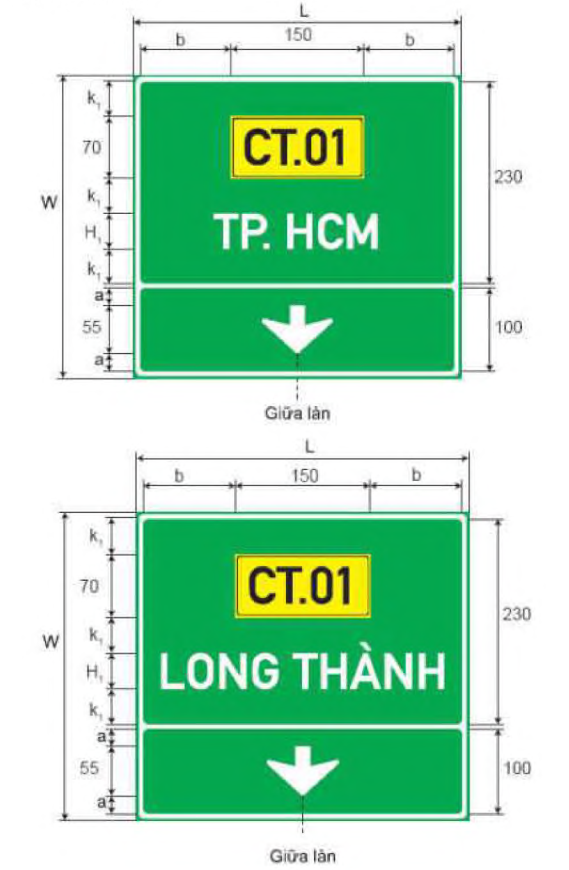 L
b 150 b
k₁
70
k₁
H₁
k₁
a
55
a
W
CT.01
TP. HCM
230
100
Giữa làn
L
b 150 b
k₁
70
k₁
H₁
k₁
a
55
a
W
CT.01
LONG THÀNH
230
100
Giữa làn